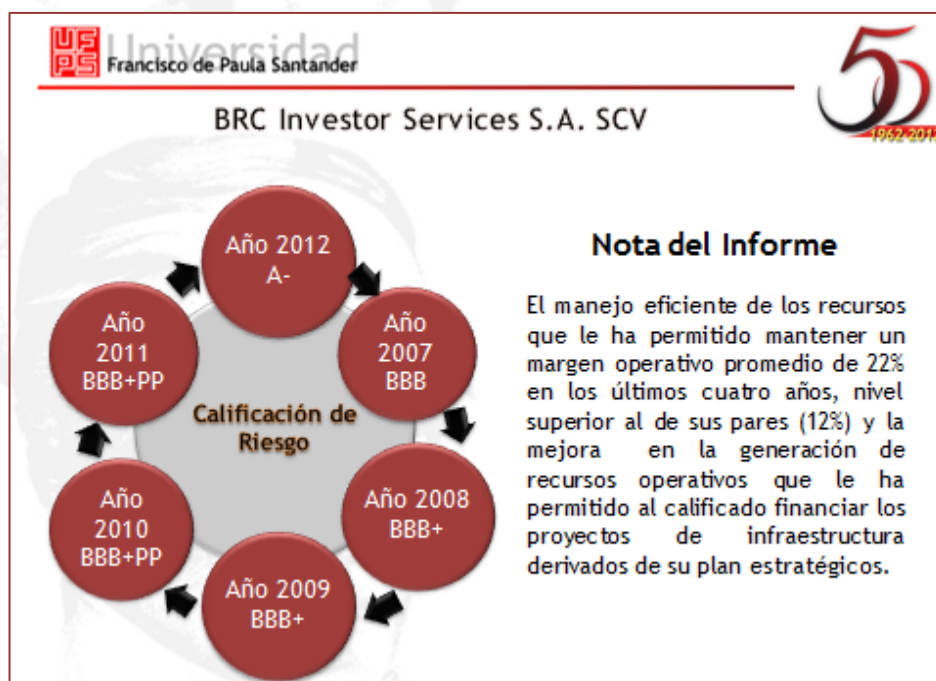 UFPS Universidad
Francisco de Paula Santander
50
1962-2012
BRC Investor Services S.A. SCV
Año 2012
A-
Año
2007
BBB
Año 2008
BBB+
Año 2009
BBB+
Año
2010
BBB+PP
Año
2011
BBB+PP
Calificación de
Riesgo
Nota del Informe
El manejo eficiente de los recursos
que le ha permitido mantener un
margen operativo promedio de 22%
en los últimos cuatro años, nivel
superior al de sus pares (12%) y la
mejora en la generación de
recursos operativos que le ha
permitido al calificado financiar los
proyectos de infraestructura
derivados de su plan estratégicos.